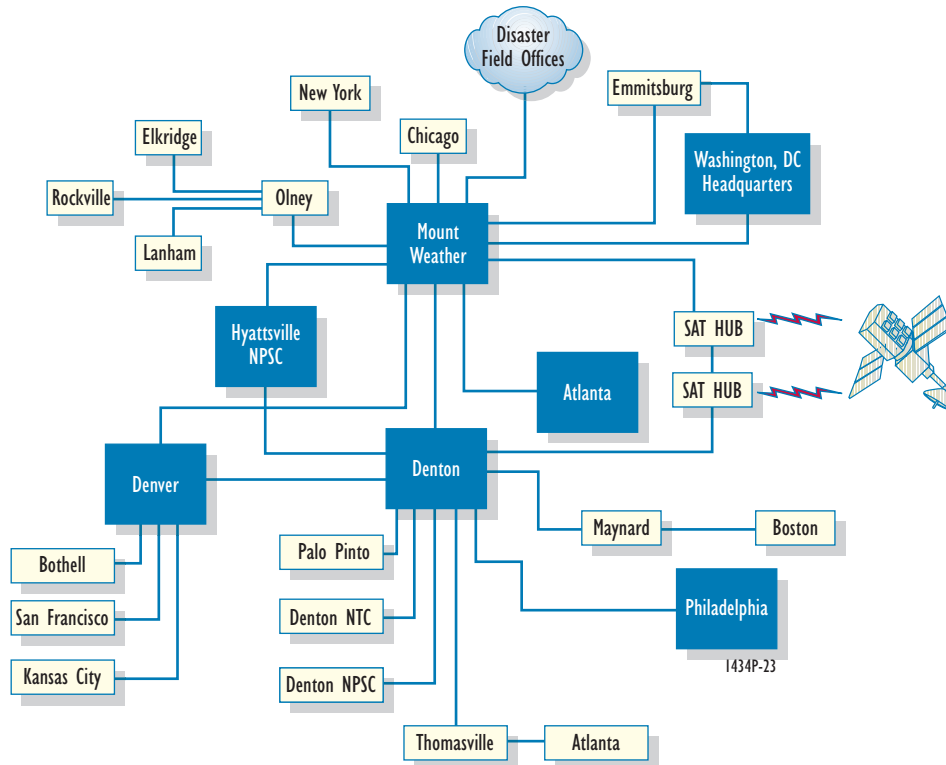 Disaster
Field Offices
New York
Emmitsburg
Chicago
Elkridge
Washington, DC
Headquarters
Rockville
Olney
Mount
Weather
Lanham
Hyattsville
NPSC
SAT HUB
SAT HUB
Atlanta
Denver
Denton
Maynard
Boston
Palo Pinto
Bothell
San Francisco
Denton NTC
Philadelphia
1434P-23
Kansas City
Denton NPSC
Thomasville
Atlanta